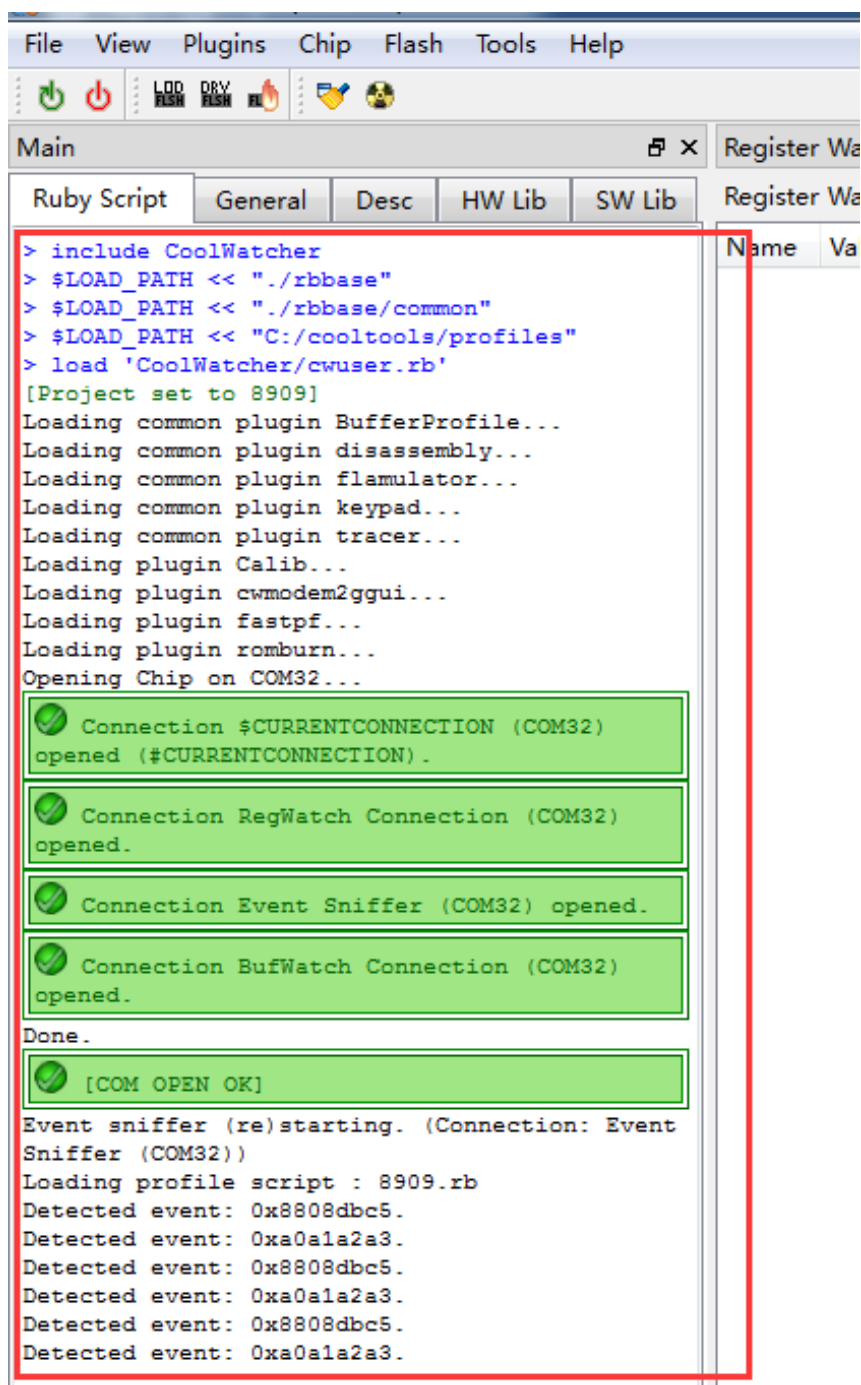 File View Plugins Chip Flash Tools Help
LOD FLSH DRV FLSH FL
Main
Register Wa
Ruby Script General Desc HW Lib SW Lib
Register Wa
Name Va
> include CoolWatcher
> $LOAD_PATH << "./rbbase"
> $LOAD_PATH << "./rbbase/common"
> $LOAD_PATH << "C:/cooltools/profiles"
> load 'CoolWatcher/cwuser.rb'
[Project set to 8909]
Loading common plugin BufferProfile...
Loading common plugin disassembly...
Loading common plugin flamulator...
Loading common plugin keypad...
Loading common plugin tracer...
Loading plugin Calib...
Loading plugin cwmodem2ggui...
Loading plugin fastpf...
Loading plugin romburn...
Opening Chip on COM32...
Connection $CURRENTCONNECTION (COM32)
opened (#CURRENTCONNECTION).
Connection RegWatch Connection (COM32)
opened.
Connection Event Sniffer (COM32) opened.
Connection BufWatch Connection (COM32)
opened.
Done.
[COM OPEN OK]
Event sniffer (re)starting. (Connection: Event
Sniffer (COM32))
Loading profile script : 8909.rb
Detected event: 0x8808dbc5.
Detected event: 0xa0a1a2a3.
Detected event: 0x8808dbc5.
Detected event: 0xa0a1a2a3.
Detected event: 0x8808dbc5.
Detected event: 0xa0a1a2a3.